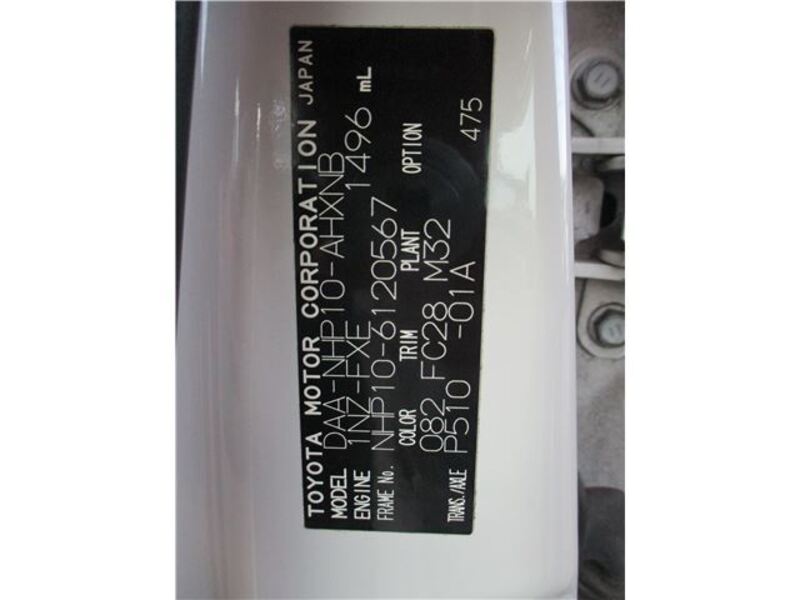 TOYOTA MOTOR CORPORATION JAPAN
MODEL DAA-NHP10-AHXNB
ENGINE 1NZ-FXE 1496 mL
FRAME No. NHP10-6120567
COLOR TRIM PLANT OPTION
082 FC28 M32
TRANS./AXLE P510 -01A 475